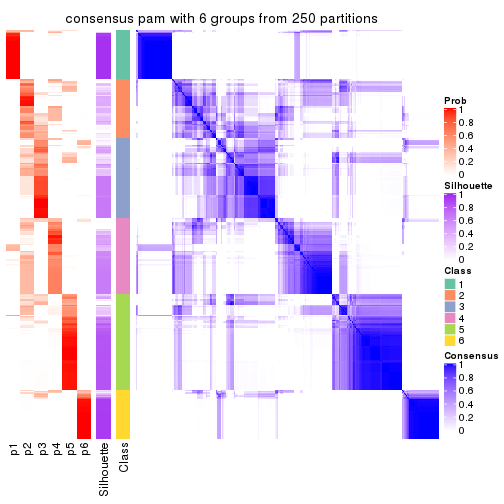 consensus pam with 6 groups from 250 partitions
Prob
1
0.8
0.6
0.4
0.2
0
Silhouette
1
0.8
0.6
0.4
0.2
0
Class
1
2
3
4
5
6
Consensus
1
0.8
0.6
0.4
0.2
0
p1
p2
p3
p4
p5
p6
Silhouette
Class